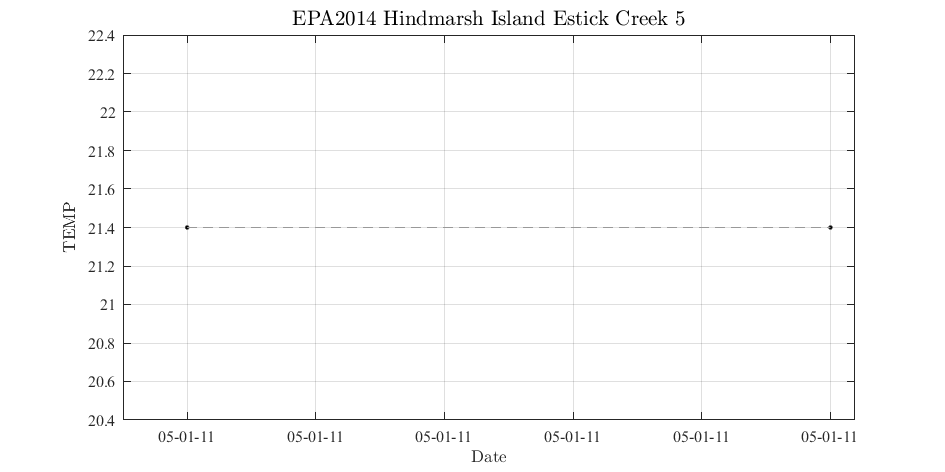 EPA2014 Hindmarsh Island Estick Creek 5
22.4
22.2
22
21.8
21.6
21.4
21.2
21
20.8
20.6
20.4
TEMP
05-01-11 05-01-11 05-01-11 05-01-11 05-01-11 05-01-11
Date